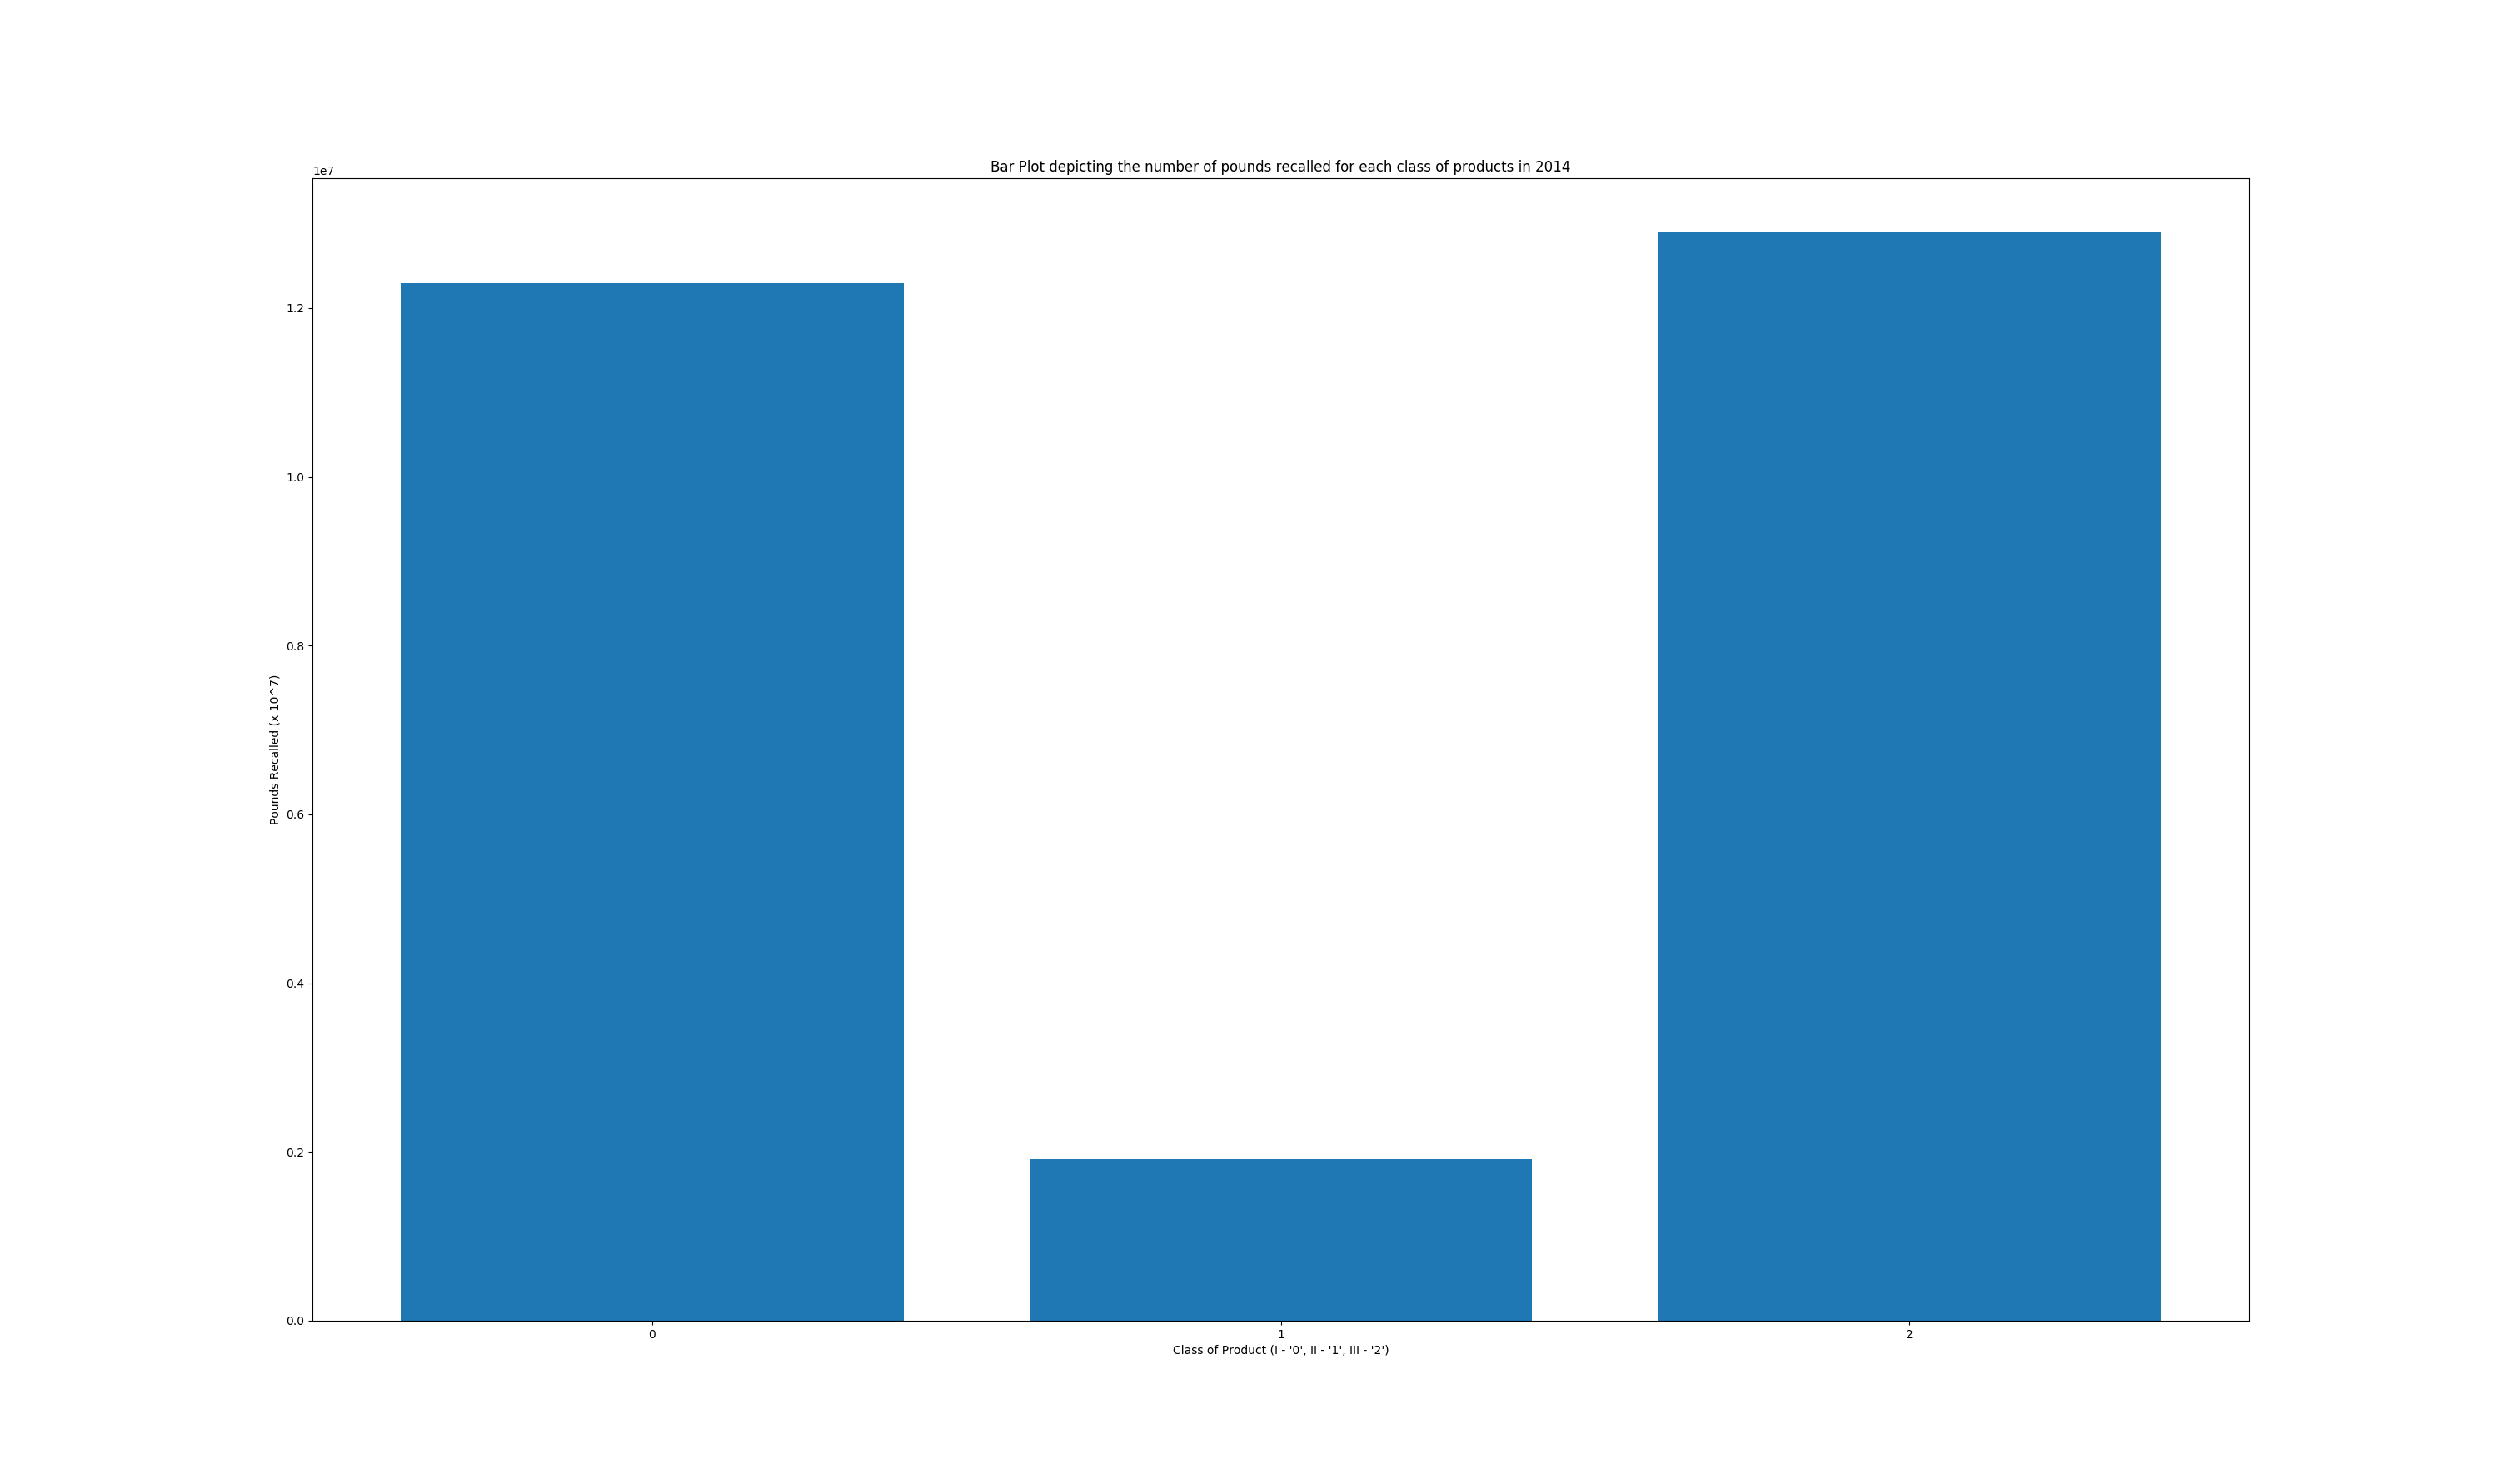 Bar Plot depicting the number of pounds recalled for each class of products in 2014
1e7
1.2
1.0
0.8
0.6
0.4
0.2
0.0
Pounds Recalled (x 10^7)
0 1 2
Class of Product (I - '0', II - '1', III - '2')